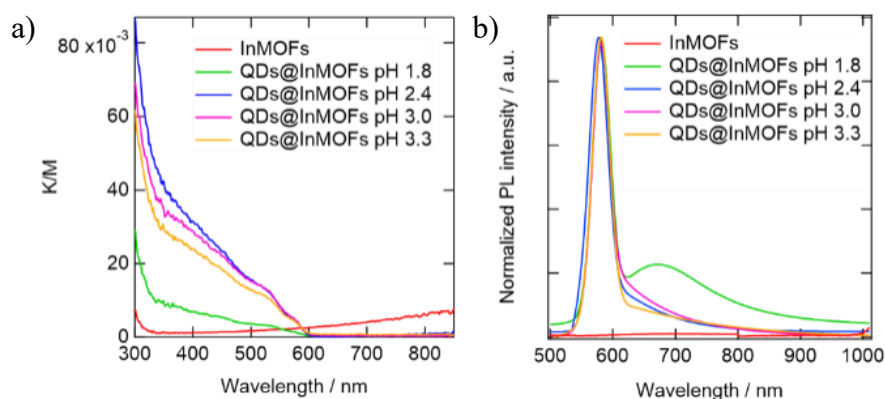 a)
80 x10⁻³
60
40
20
0
K/M
InMOFs
QDs@InMOFs pH 1.8
QDs@InMOFs pH 2.4
QDs@InMOFs pH 3.0
QDs@InMOFs pH 3.3
300 400 500 600 700 800
Wavelength / nm
b)
Normalized PL intensity / a.u.
InMOFs
QDs@InMOFs pH 1.8
QDs@InMOFs pH 2.4
QDs@InMOFs pH 3.0
QDs@InMOFs pH 3.3
500 600 700 800 900 1000
Wavelength / nm